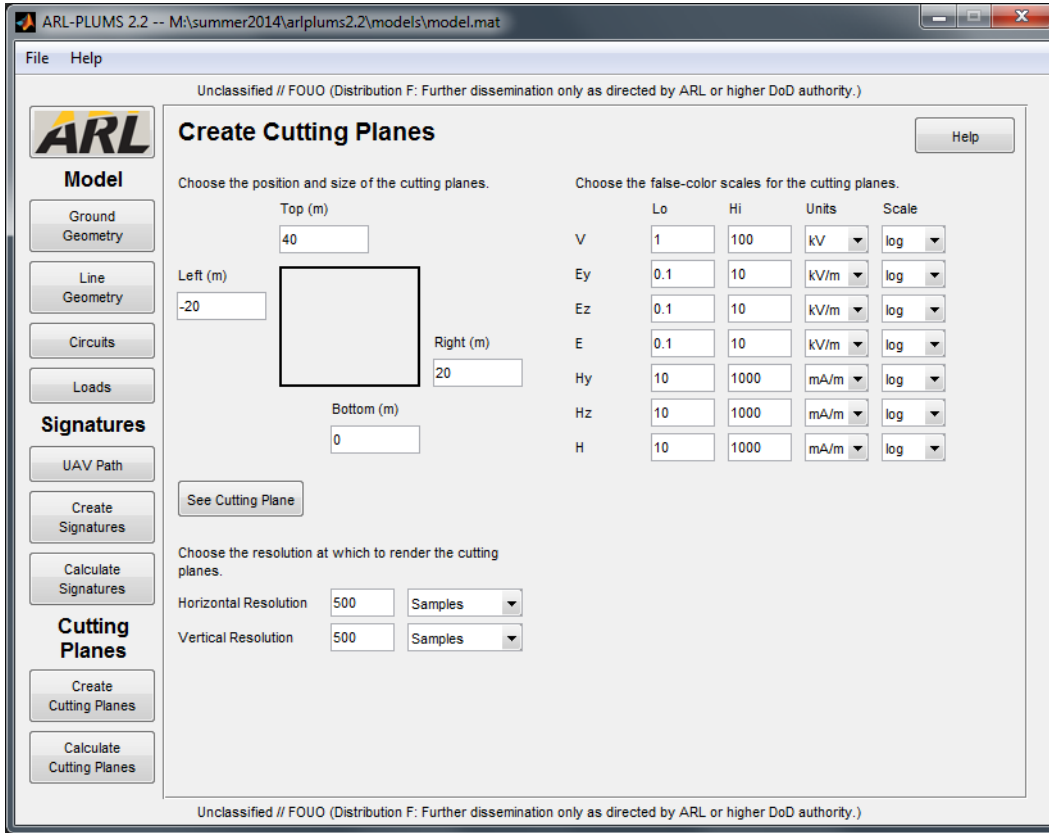 ARL-PLUMS 2.2 -- M:\summer2014\arlplums2.2\models\model.mat
File Help
Unclassified // FOUO (Distribution F: Further dissemination only as directed by ARL or higher DoD authority.)
ARL
Model
Ground
Geometry
Line
Geometry
Circuits
Loads
Signatures
UAV Path
Create
Signatures
Calculate
Signatures
Cutting
Planes
Create
Cutting Planes
Calculate
Cutting Planes
Create Cutting Planes
Help
Choose the position and size of the cutting planes.
Top (m)
40
Left (m)
-20
Right (m)
20
Bottom (m)
0
See Cutting Plane
Choose the resolution at which to render the cutting
planes.
Horizontal Resolution 500 Samples
Vertical Resolution 500 Samples
Choose the false-color scales for the cutting planes.
Lo Hi Units Scale
V 1 100 kV log
Ey 0.1 10 kV/m log
Ez 0.1 10 kV/m log
E 0.1 10 kV/m log
Hy 10 1000 mA/m log
Hz 10 1000 mA/m log
H 10 1000 mA/m log
Unclassified // FOUO (Distribution F: Further dissemination only as directed by ARL or higher DoD authority.)